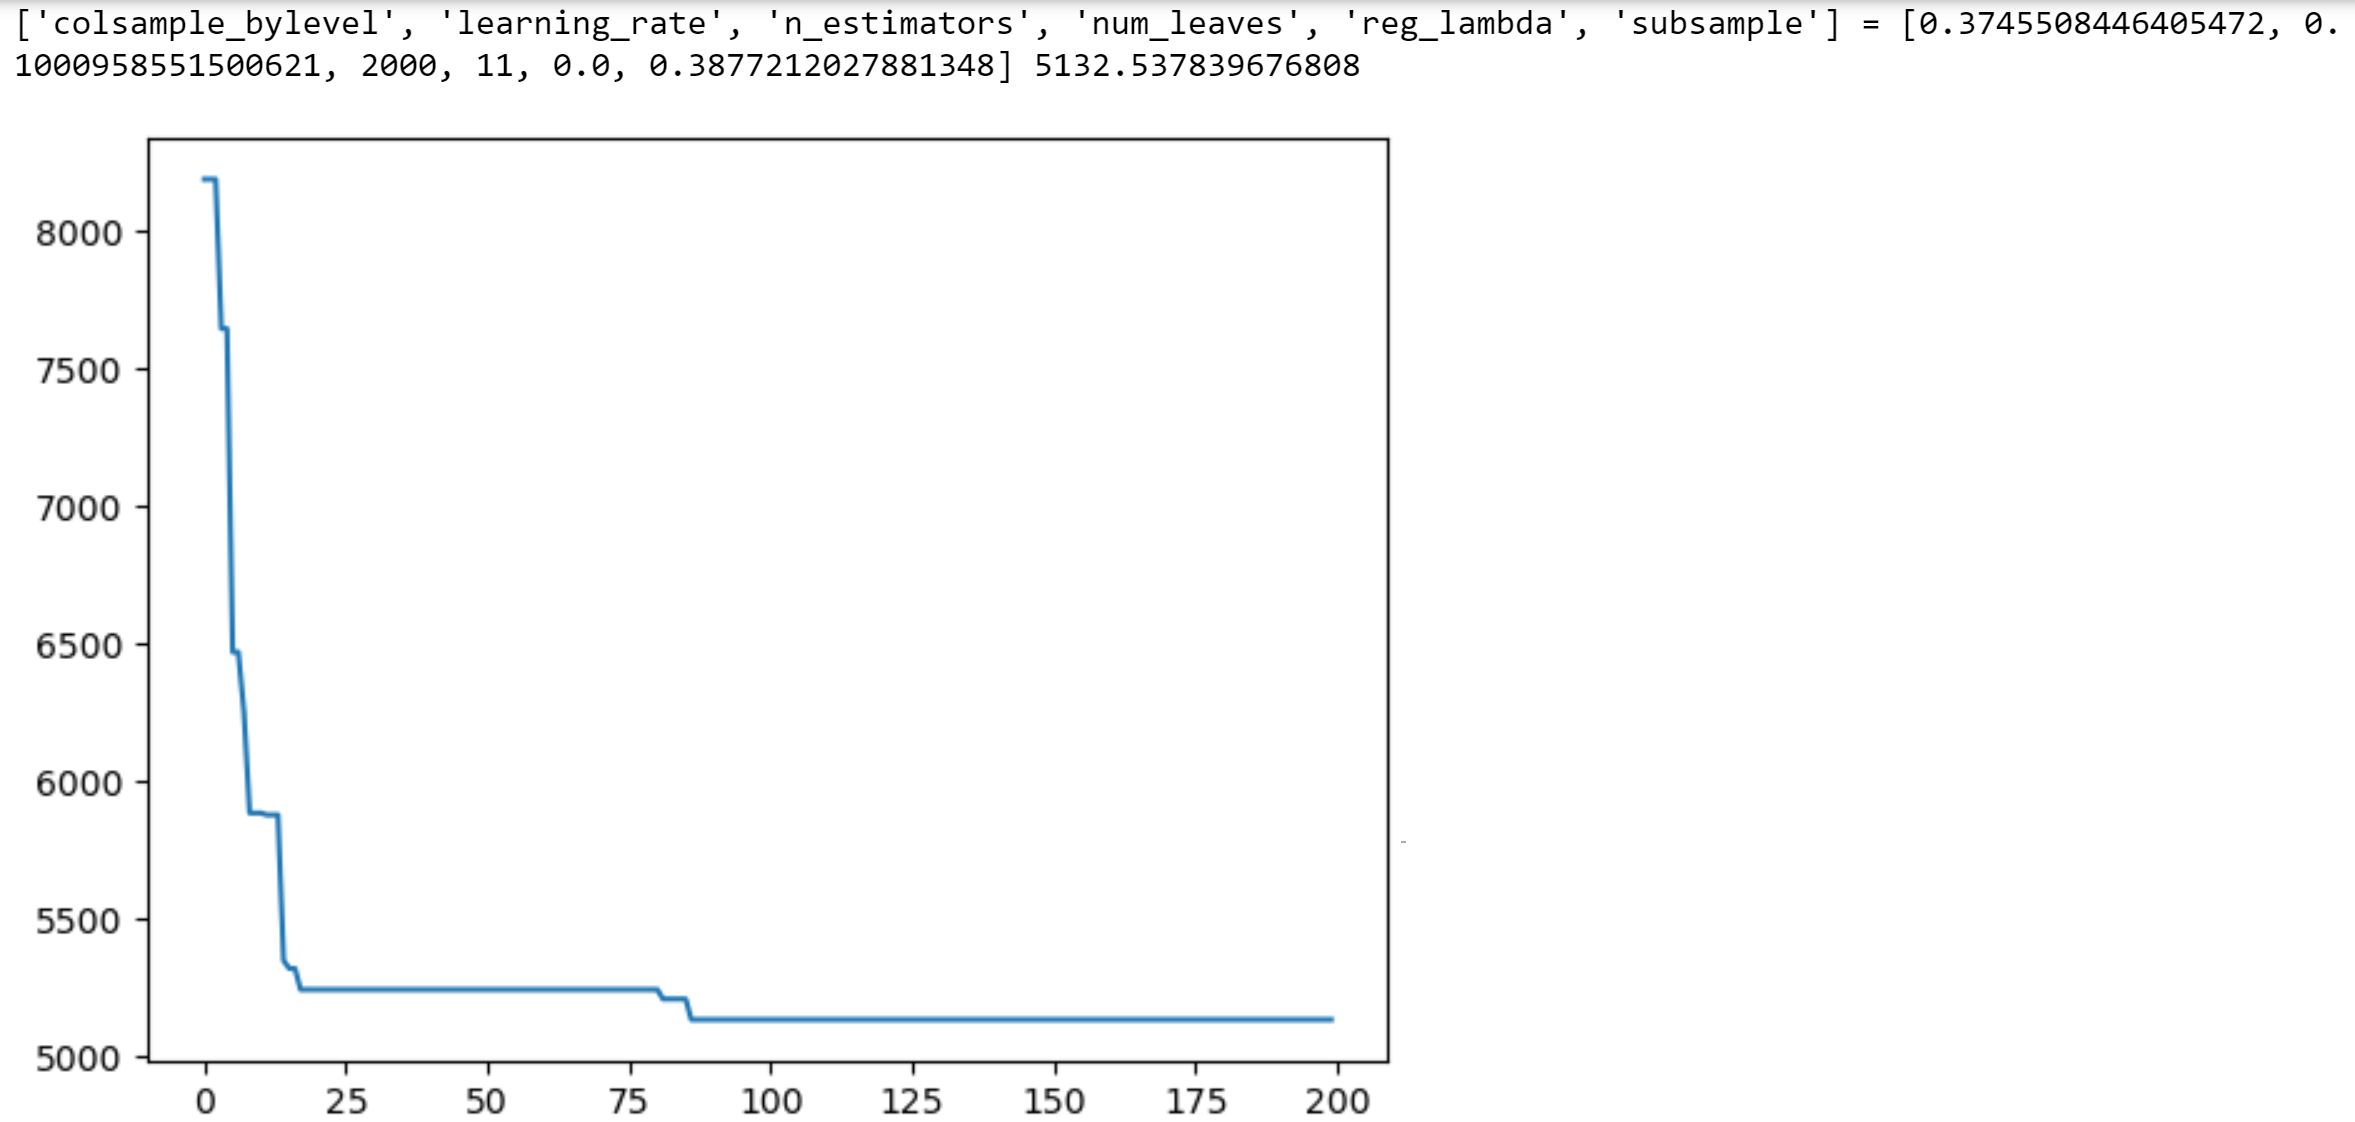 ['colsample_bylevel', 'learning_rate', 'n_estimators', 'num_leaves', 'reg_lambda', 'subsample'] = [0.3745508446405472, 0.
1000958551500621, 2000, 11, 0.0, 0.3877212027881348] 5132.537839676808
8000
7500
7000
6500
6000
5500
5000
0 25 50 75 100 125 150 175 200